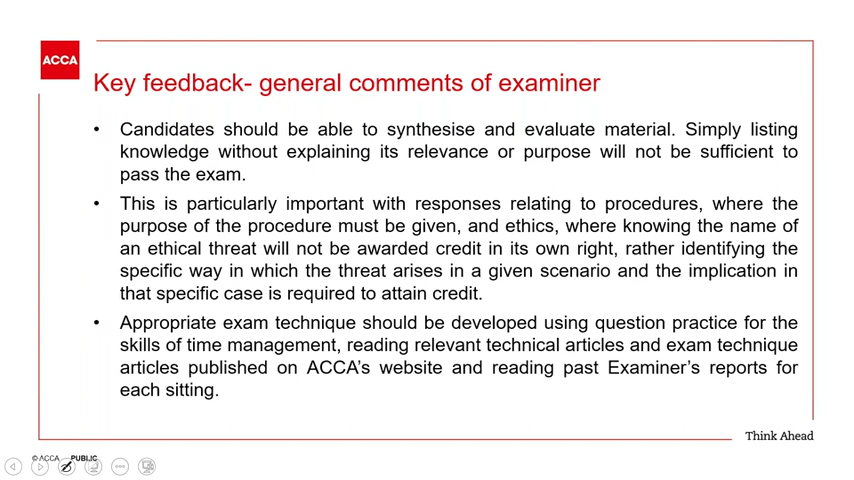 ACCA
Key feedback- general comments of examiner
• Candidates should be able to synthesise and evaluate material. Simply listing
knowledge without explaining its relevance or purpose will not be sufficient to
pass the exam.
• This is particularly important with responses relating to procedures, where the
purpose of the procedure must be given, and ethics, where knowing the name of
an ethical threat will not be awarded credit in its own right, rather identifying the
specific way in which the threat arises in a given scenario and the implication in
that specific case is required to attain credit.
• Appropriate exam technique should be developed using question practice for the
skills of time management, reading relevant technical articles and exam technique
articles published on ACCA's website and reading past Examiner's reports for
each sitting.
Think Ahead
© ACCA PUBLIC